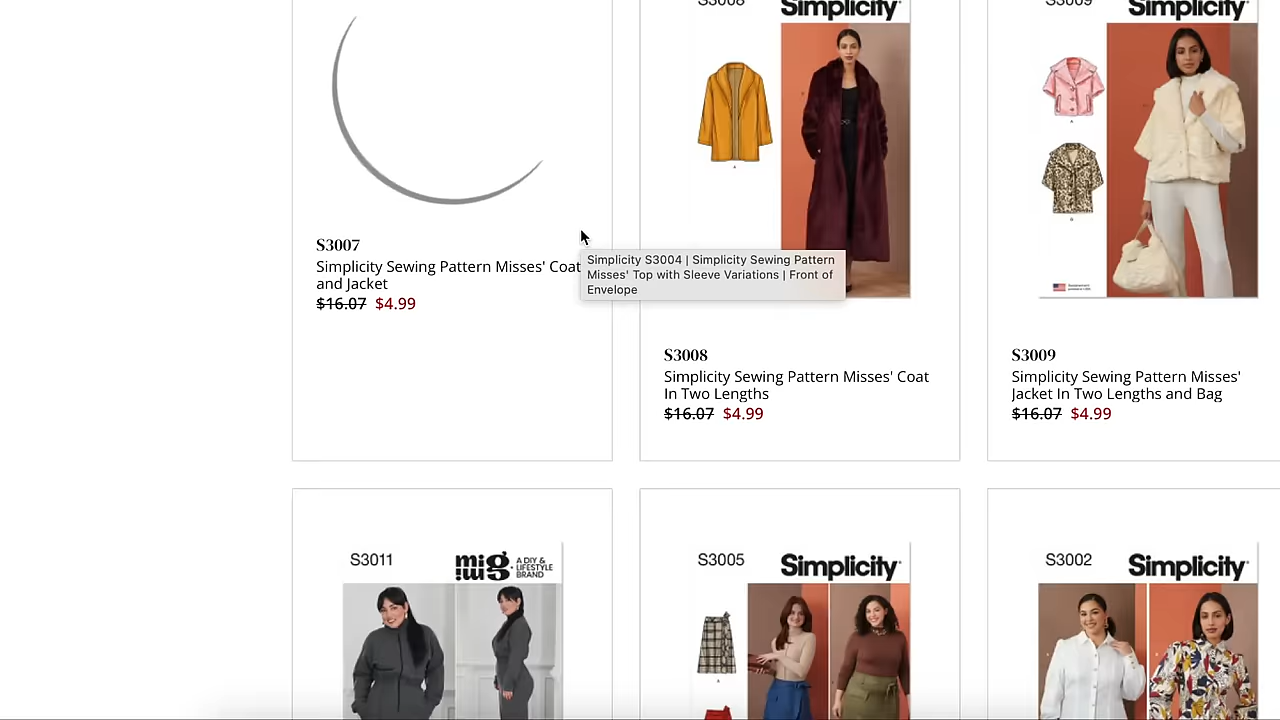 S3008 Simplicity
S3009 Simplicity
S3007
Simplicity Sewing Pattern Misses' Coat
and Jacket
$16.07 $4.99
Simplicity S3004 | Simplicity Sewing Pattern
Misses' Top with Sleeve Variations | Front of
Envelope
S3008
Simplicity Sewing Pattern Misses' Coat
In Two Lengths
$16.07 $4.99
S3009
Simplicity Sewing Pattern Misses'
Jacket In Two Lengths and Bag
$16.07 $4.99
S3011 mimi g. A DIY &
LIFESTYLE
BRAND
S3005 Simplicity
S3002 Simplicity